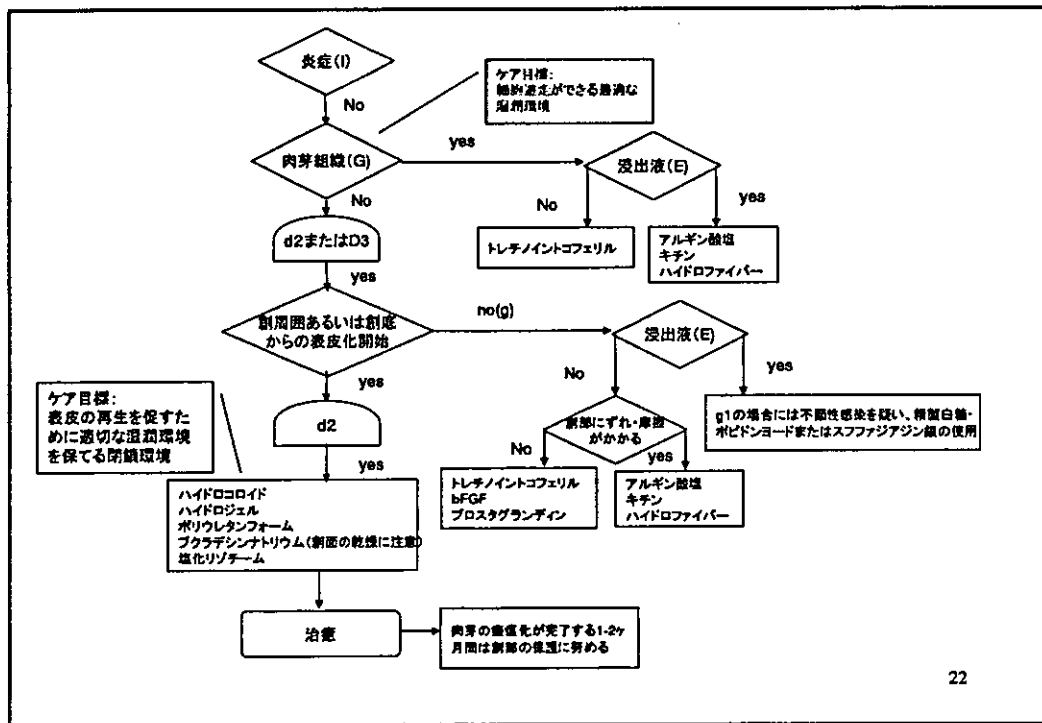 炎症(I)
No
ケア目標:
細胞遊走ができる最適な
湿潤環境
肉芽組織(G)
yes
浸出液(E)
No
No
yes
d2またはD3
トレチノイントコフェリル
アルギン酸塩
キチン
ハイドロファイバー
yes
創周囲あるいは創底
からの表皮化開始
no(g)
浸出液(E)
yes
No
yes
ケア目標:
表皮の再生を促すた
めに適切な湿潤環境
を保てる閉鎖環境
d2
創部にずれ・摩擦
がかかる
g1の場合には不顕性感染を疑い、精製白糖・
ポビドンヨードまたはスファジアジン銀の使用
yes
No
yes
ハイドロコロイド
ハイドロジェル
ポリウレタンフォーム
ブクラデシンナトリウム(創面の乾燥に注意)
塩化リゾチーム
トレチノイントコフェリル
bFGF
プロスタグランディン
アルギン酸塩
キチン
ハイドロファイバー
治癒
肉芽の瘢痕化が完了する1-2ヶ
月間は創部の保護に努める
22